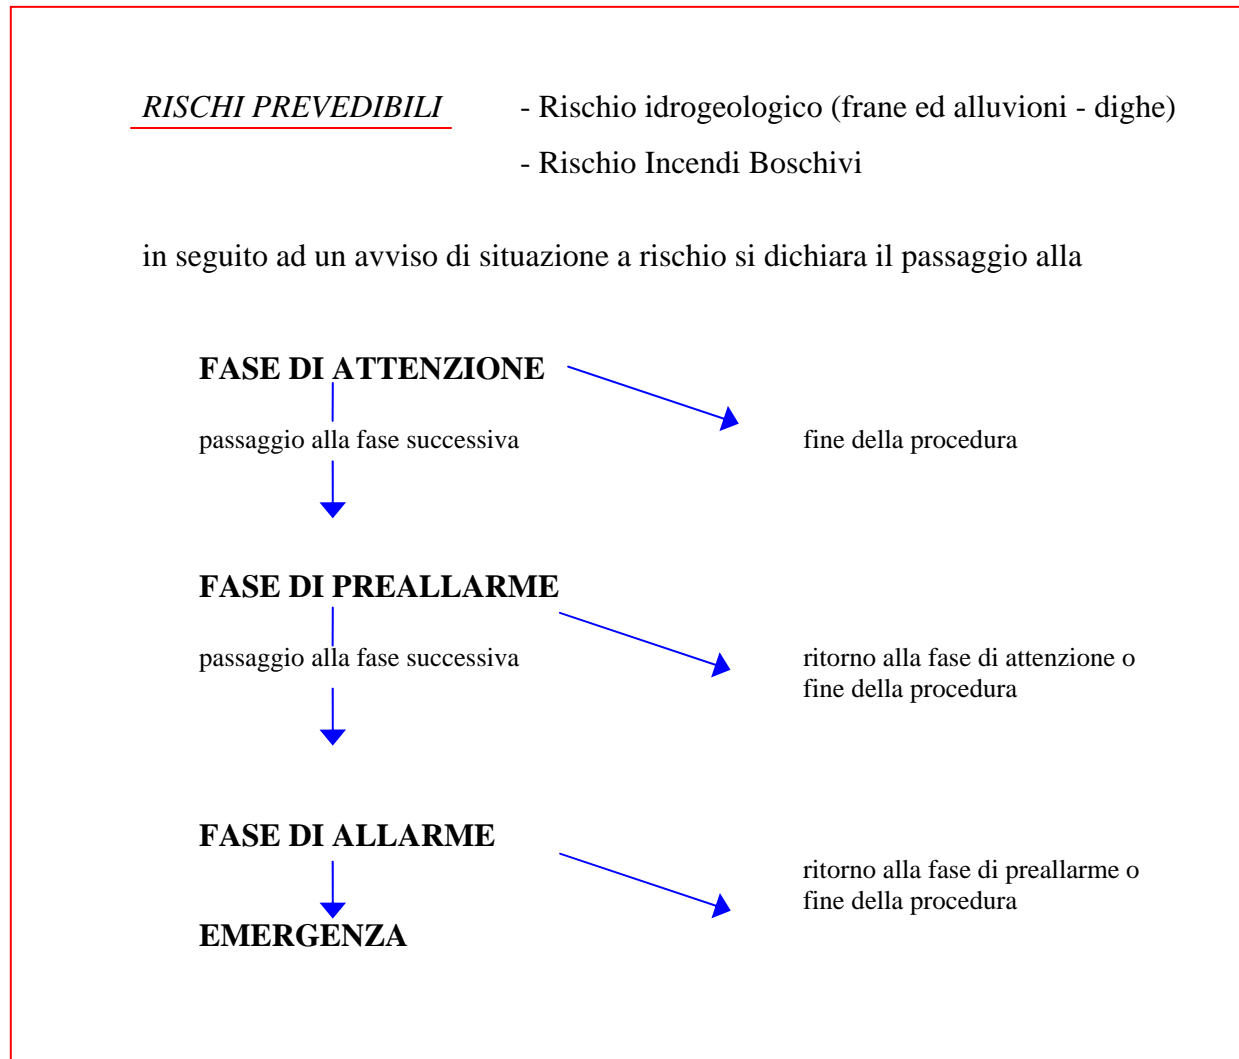 RISCHI PREVEDIBILI - Rischio idrogeologico (frane ed alluvioni - dighe)
- Rischio Incendi Boschivi
in seguito ad un avviso di situazione a rischio si dichiara il passaggio alla
FASE DI ATTENZIONE
passaggio alla fase successiva fine della procedura
FASE DI PREALLARME
passaggio alla fase successiva ritorno alla fase di attenzione o
fine della procedura
FASE DI ALLARME
ritorno alla fase di preallarme o
fine della procedura
EMERGENZA